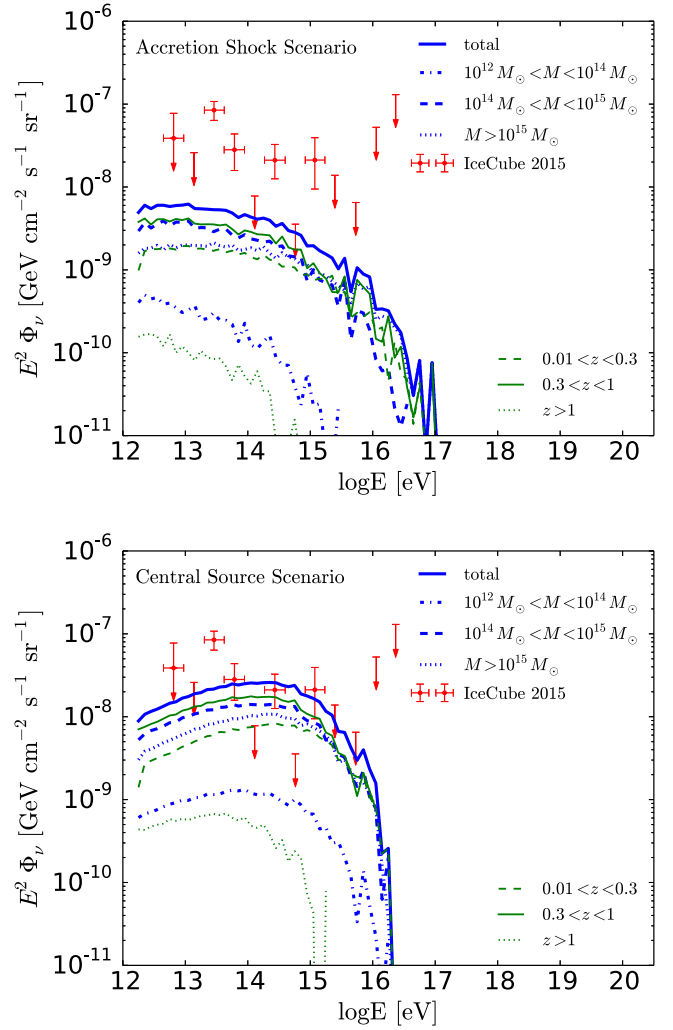 Accretion Shock Scenario
total
10^12 M_⊙ < M < 10^14 M_⊙
10^14 M_⊙ < M < 10^15 M_⊙
M > 10^15 M_⊙
IceCube 2015
10^-6
10^-7
10^-8
10^-9
10^-10
10^-11
E^2 Φ_ν [GeV cm^-2 s^-1 sr^-1]
0.01 < z < 0.3
0.3 < z < 1
z > 1
12 13 14 15 16 17 18 19 20
logE [eV]
Central Source Scenario
total
10^12 M_⊙ < M < 10^14 M_⊙
10^14 M_⊙ < M < 10^15 M_⊙
M > 10^15 M_⊙
IceCube 2015
10^-6
10^-7
10^-8
10^-9
10^-10
10^-11
E^2 Φ_ν [GeV cm^-2 s^-1 sr^-1]
0.01 < z < 0.3
0.3 < z < 1
z > 1
12 13 14 15 16 17 18 19 20
logE [eV]